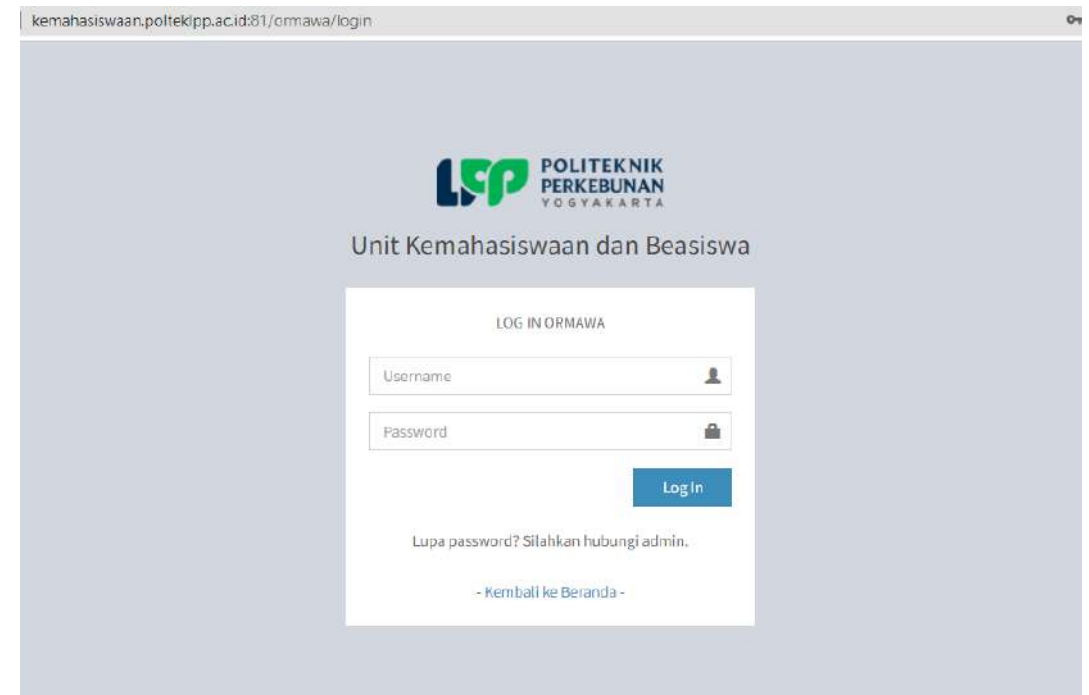 kemahasiswaan.polteklpp.ac.id:81/ormawa/login
LPP
POLITEKNIK
PERKEBUNAN
YOGYAKARTA
Unit Kemahasiswaan dan Beasiswa
LOG IN ORMAWA
Username
Password
Log In
Lupa password? Silahkan hubungi admin.
- Kembali ke Beranda -